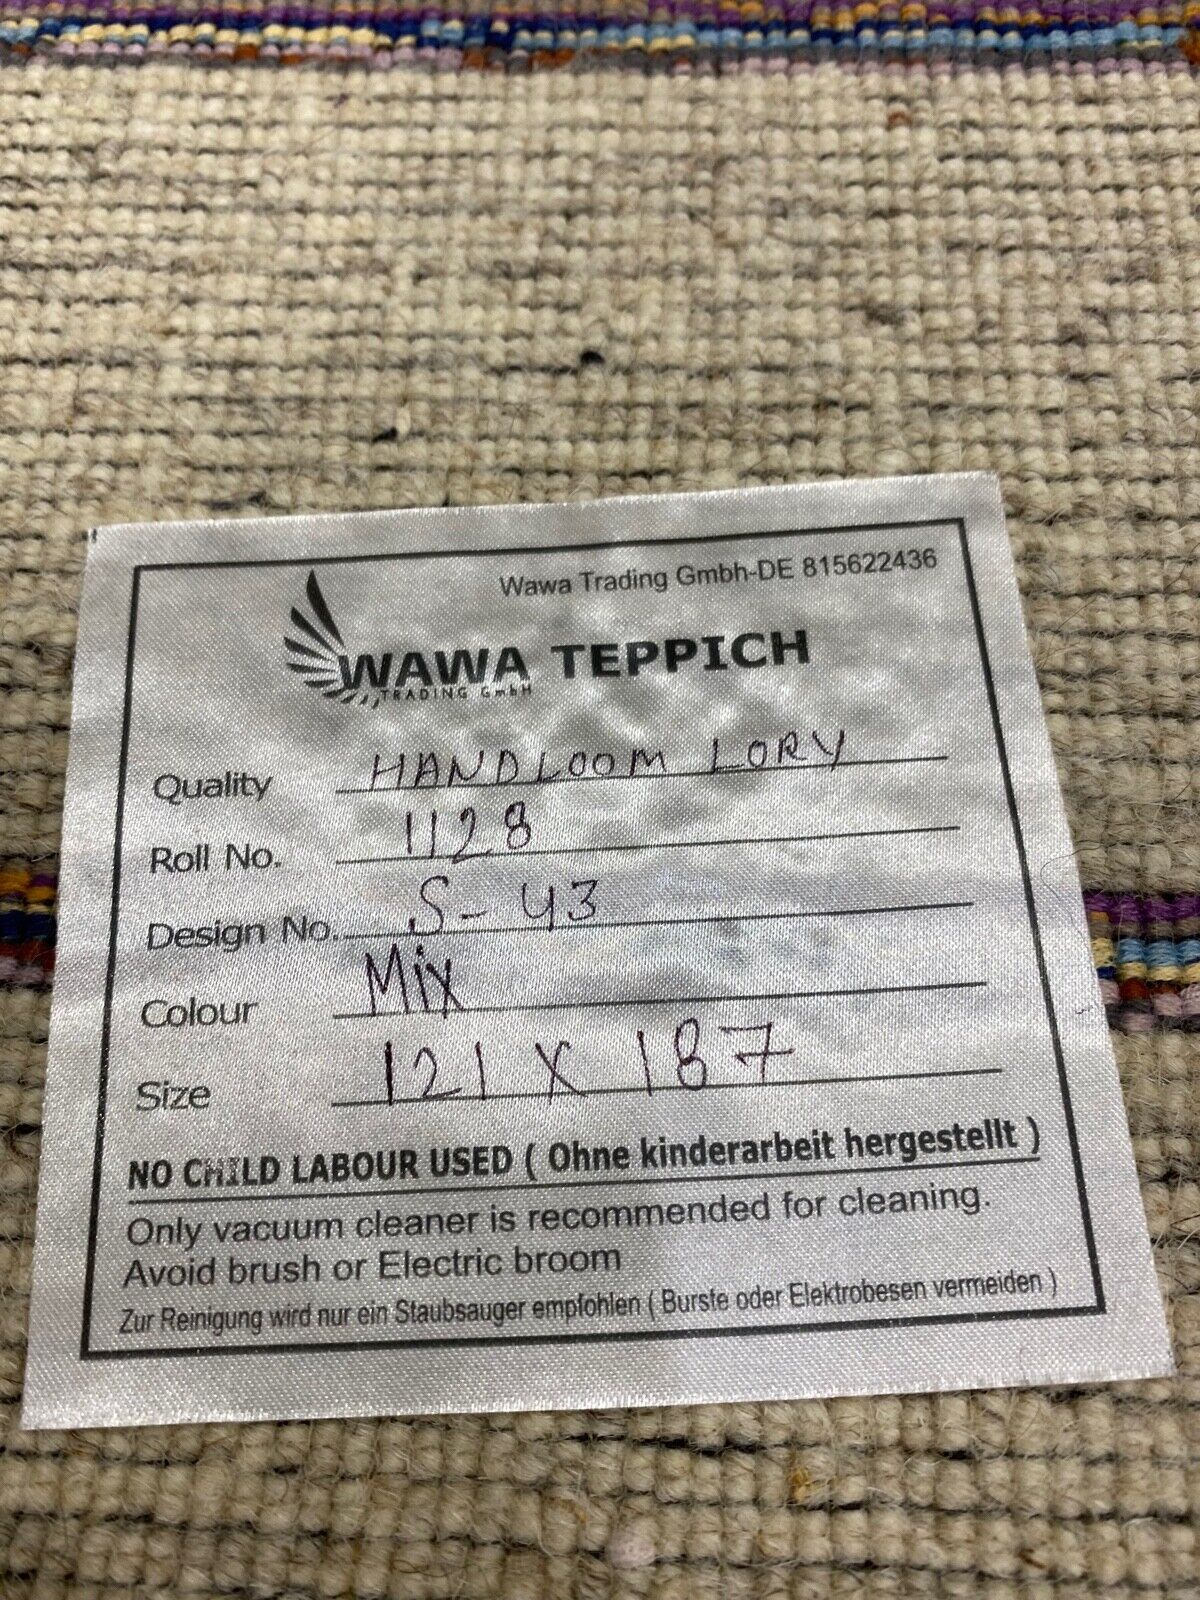 Wawa Trading Gmbh-DE 815622436
WAWA TEPPICH
TRADING GmbH
Quality HANDLOOM LORY
Roll No. 1128
Design No. S-43
Colour Mix
Size 121 X 187
NO CHILD LABOUR USED ( Ohne kinderarbeit hergestellt )
Only vacuum cleaner is recommended for cleaning.
Avoid brush or Electric broom
Zur Reinigung wird nur ein Staubsauger empfohlen ( Burste oder Elektrobesen vermeiden )